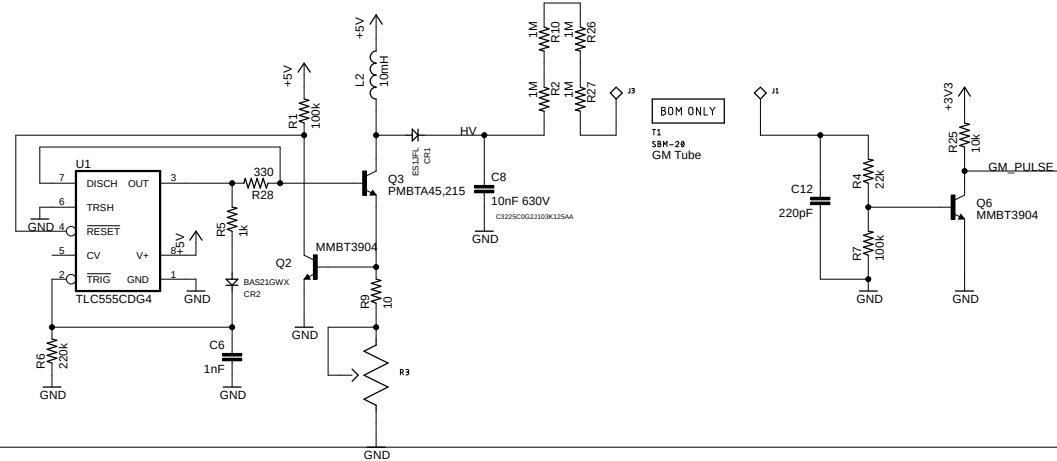 +5V
L2
10mH
+5V
R1
100k
1M
R10
R26
1M
1M
R2
1M
R27
J3
BOM ONLY
T1
SBM-20
GM Tube
J1
+3V3
R25
10k
GM_PULSE
HV
ES1JFL
CR1
U1
7 DISCH OUT 3
6 TRSH
GND
4 RESET
5 CV V+ 8
+5V
2 TRIG GND 1
GND
TLC555CDG4
330
R28
R5
1k
Q3
PMBTA45,215
C8
10nF 630V
C3225C0G2J103K125AA
GND
MMBT3904
Q2
BAS21GWX
CR2
R9
10
GND
C12
220pF
R4
22k
R7
100k
GND
Q6
MMBT3904
GND
R6
220k
GND
C6
1nF
GND
R3
GND